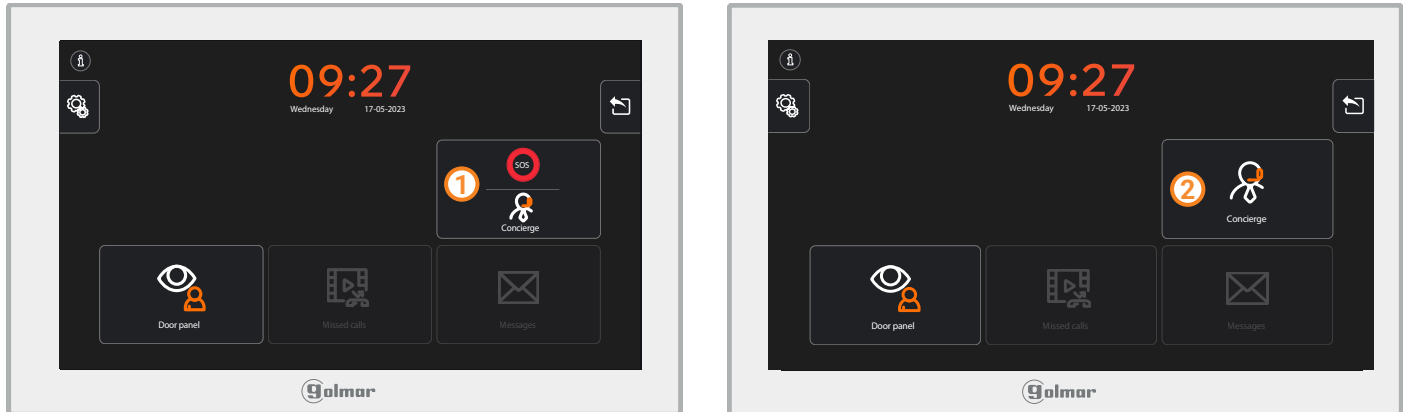 09:27
Wednesday 17-05-2023
SOS
1
Concierge
Door panel
Missed calls
Messages
golmar
09:27
Wednesday 17-05-2023
2
Concierge
Door panel
Missed calls
Messages
golmar